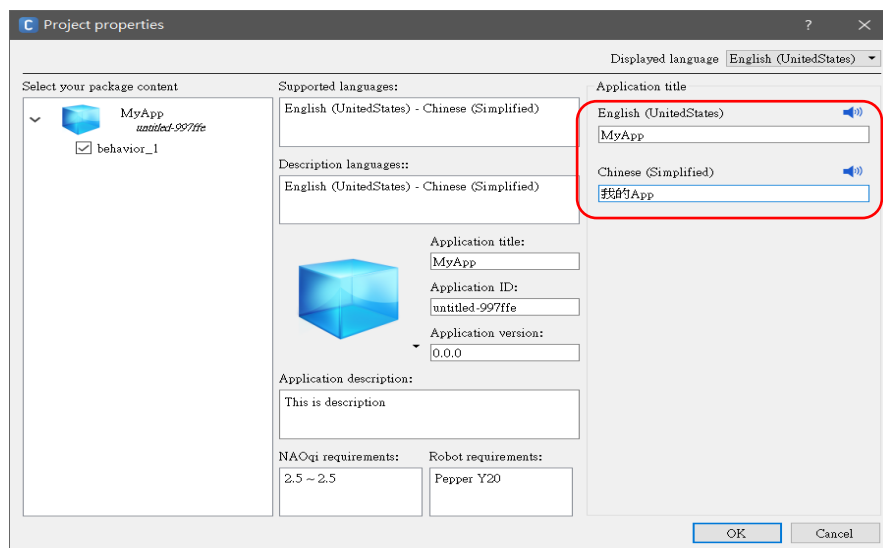 C Project properties ? ×
Displayed language English (UnitedStates)
Select your package content
MyApp
untitled-997ffe
behavior_1
Supported languages:
English (UnitedStates) - Chinese (Simplified)
Description languages::
English (UnitedStates) - Chinese (Simplified)
Application title:
MyApp
Application ID:
untitled-997ffe
Application version:
0.0.0
Application description:
This is description
NAOqi requirements:
2.5 ~ 2.5
Robot requirements:
Pepper Y20
Application title
English (UnitedStates)
MyApp
Chinese (Simplified)
我的App
OK Cancel